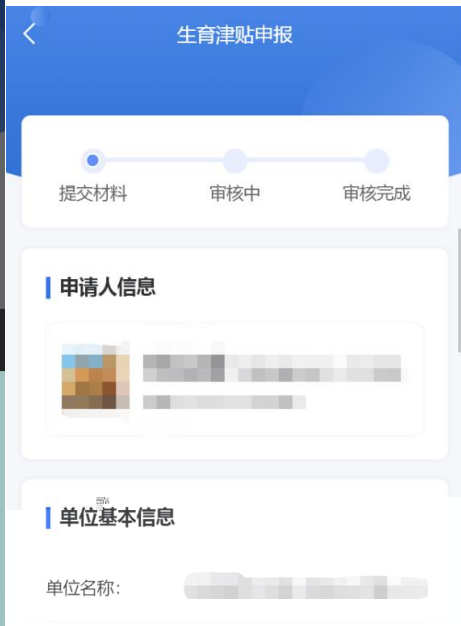 生育津贴申报
提交材料 审核中 审核完成
申请人信息
单位基本信息
单位名称: